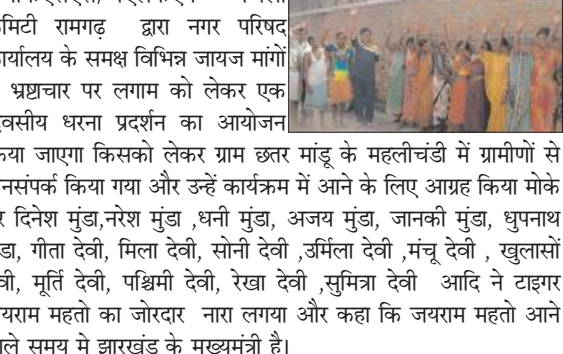 कमिटी रामगढ़ द्वारा नगर परिषद
कार्यालय के समक्ष विभिन्न जायज मांगों
भ्रष्टाचार पर लगाम को लेकर एक
दिवसीय धरना प्रदर्शन का आयोजन
किया जाएगा किसको लेकर ग्राम छतर मांडू के महलीचंडी में ग्रामीणों से
जनसंपर्क किया गया और उन्हें कार्यक्रम में आने के लिए आग्रह किया मोके
पर दिनेश मुंडा,नरेश मुंडा ,धनी मुंडा, अजय मुंडा, जानकी मुंडा, धुपनाथ
मुंडा, गीता देवी, मिला देवी, सोनी देवी ,उर्मिला देवी ,मंचू देवी , खुलासों
देवी, मूर्ति देवी, पश्चिमी देवी, रेखा देवी ,सुमित्रा देवी आदि ने टाइगर
जयराम महतो का जोरदार नारा लगया और कहा कि जयराम महतो आने
वाले समय मे झारखंड के मुख्यमंत्री है।